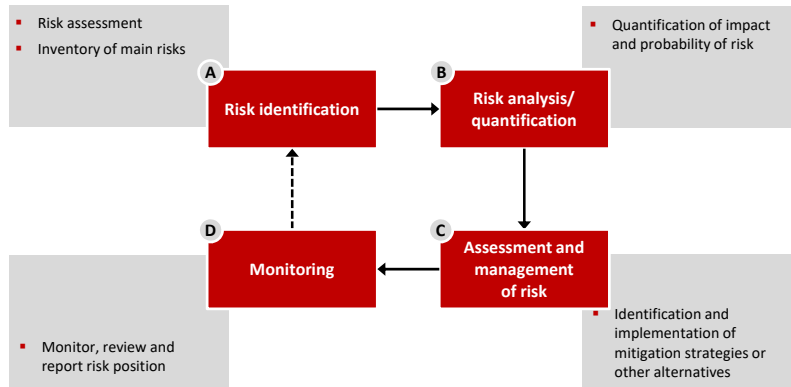 Risk assessment
Inventory of main risks
A
Risk identification
B
Risk analysis/
quantification
Quantification of impact
and probability of risk
D
Monitoring
C
Assessment and
management
of risk
Monitor, review and
report risk position
Identification and
implementation of
mitigation strategies or
other alternatives